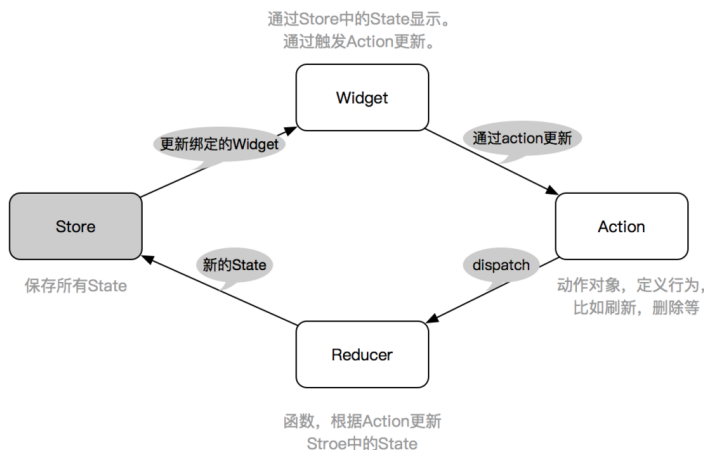 通过Store中的State显示。
通过触发Action更新。
Widget
更新绑定的Widget
通过action更新
Store
Action
保存所有State
新的State
dispatch
动作对象，定义行为，
比如刷新，删除等
Reducer
函数，根据Action更新
Stroe中的State